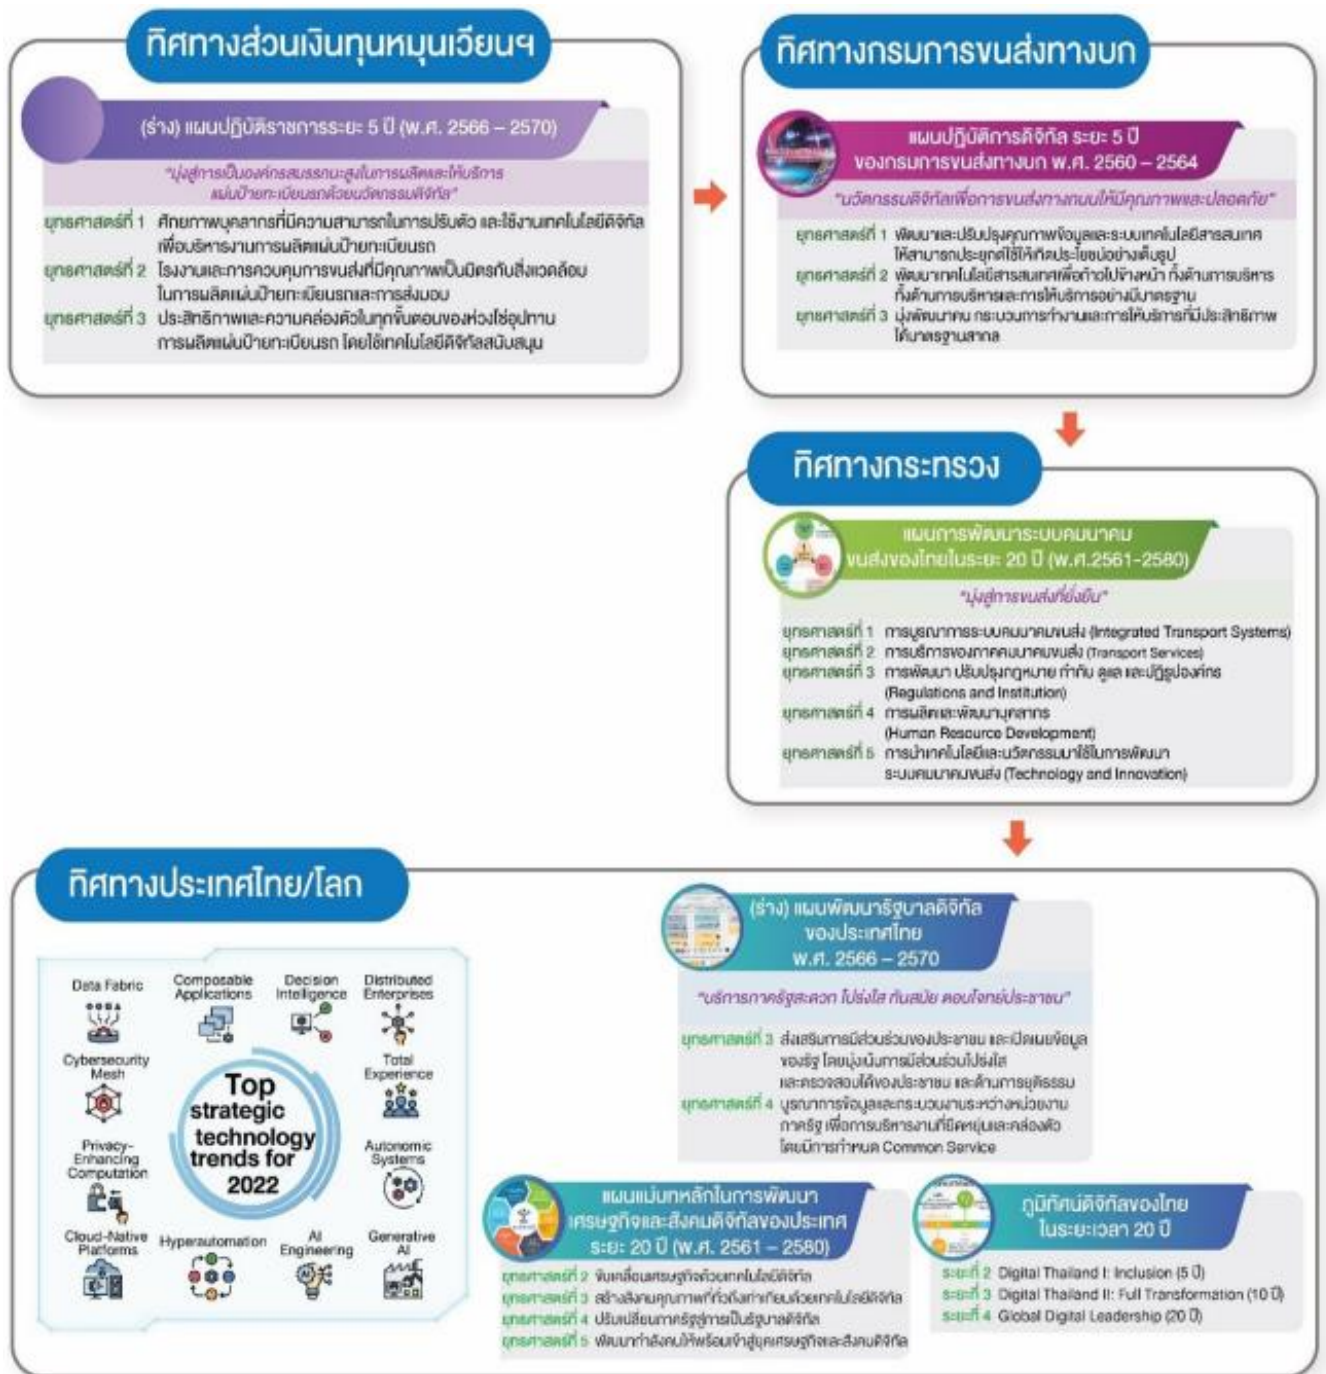 ทิศทางส่วนเงินทุนหมุนเวียนฯ
(ร่าง) แผนปฏิบัติราชการระยะ 5 ปี (พ.ศ. 2566 – 2570)
"มุ่งสู่การเป็นองค์กรสมรรถนะสูงในการผลิตและให้บริการ
แผ่นป้ายทะเบียนรถด้วยนวัตกรรมดิจิทัล"
ยุทธศาสตร์ที่ 1 ศักยภาพบุคลากรที่มีความสามารถในการปรับตัว และใช้งานเทคโนโลยีดิจิทัล
เพื่อบริหารงานการผลิตแผ่นป้ายทะเบียนรถ
ยุทธศาสตร์ที่ 2 โรงงานและการควบคุมการขนส่งที่มีคุณภาพเป็นมิตรกับสิ่งแวดล้อม
ในการผลิตแผ่นป้ายทะเบียนรถและการส่งมอบ
ยุทธศาสตร์ที่ 3 ประสิทธิภาพและความคล่องตัวในทุกขั้นตอนของห่วงโซ่อุปทาน
การผลิตแผ่นป้ายทะเบียนรถ โดยใช้เทคโนโลยีดิจิทัลสนับสนุน
ทิศทางกรมการขนส่งทางบก
แผนปฏิบัติการดิจิทัล ระยะ 5 ปี
ของกรมการขนส่งทางบก พ.ศ. 2560 – 2564
"นวัตกรรมดิจิทัลเพื่อการขนส่งทางถนนให้มีคุณภาพและปลอดภัย"
ยุทธศาสตร์ที่ 1 พัฒนาและปรับปรุงคุณภาพข้อมูลและระบบเทคโนโลยีสารสนเทศ
ให้สามารถประยุกต์ใช้ให้เกิดประโยชน์อย่างเต็มรูป
ยุทธศาสตร์ที่ 2 พัฒนาเทคโนโลยีสารสนเทศเพื่อก้าวไปข้างหน้า ทั้งด้านการบริหาร
ทั้งด้านการบริหารและการให้บริการอย่างมีมาตรฐาน
ยุทธศาสตร์ที่ 3 มุ่งพัฒนาคน กระบวนการทำงานและการให้บริการที่มีประสิทธิภาพ
ได้มาตรฐานสากล
ทิศทางกระทรวง
แผนการพัฒนาระบบคมนาคม
ขนส่งของไทยในระยะ 20 ปี (พ.ศ.2561-2580)
"มุ่งสู่การขนส่งที่ยั่งยืน"
ยุทธศาสตร์ที่ 1 การบูรณาการระบบคมนาคมขนส่ง (Integrated Transport Systems)
ยุทธศาสตร์ที่ 2 การบริการของภาคคมนาคมขนส่ง (Transport Services)
ยุทธศาสตร์ที่ 3 การพัฒนา ปรับปรุงกฎหมาย กำกับ ดูแล และปฏิรูปองค์กร
(Regulations and Institution)
ยุทธศาสตร์ที่ 4 การผลิตและพัฒนาบุคลากร
(Human Resource Development)
ยุทธศาสตร์ที่ 5 การนำเทคโนโลยีและนวัตกรรมมาใช้ในการพัฒนา
ระบบคมนาคมขนส่ง (Technology and Innovation)
ทิศทางประเทศไทย/โลก
Data Fabric
Composable
Applications
Decision
Intelligence
Distributed
Enterprises
Cybersecurity
Mesh
Total
Experience
Top
strategic
technology
trends for
2022
Privacy-
Enhancing
Computation
Autonomic
Systems
Cloud-Native
Platforms
Hyperautomation
AI
Engineering
Generative
AI
(ร่าง) แผนพัฒนารัฐบาลดิจิทัล
ของประเทศไทย
พ.ศ. 2566 – 2570
"บริการภาครัฐสะดวก โปร่งใส ทันสมัย ตอบโจทย์ประชาชน"
ยุทธศาสตร์ที่ 3 ส่งเสริมการมีส่วนร่วมของประชาชน และเปิดเผยข้อมูล
ของรัฐ โดยมุ่งเน้นการมีส่วนร่วมโปร่งใส
และตรวจสอบได้ของประชาชน และด้านการยุติธรรม
ยุทธศาสตร์ที่ 4 บูรณาการข้อมูลและกระบวนงานระหว่างหน่วยงาน
ภาครัฐ เพื่อการบริหารงานที่ยืดหยุ่นและคล่องตัว
โดยมีการกำหนด Common Service
แผนแม่บทหลักในการพัฒนา
เศรษฐกิจและสังคมดิจิทัลของประเทศ
ระยะ 20 ปี (พ.ศ. 2561 – 2580)
ยุทธศาสตร์ที่ 2 ขับเคลื่อนเศรษฐกิจด้วยเทคโนโลยีดิจิทัล
ยุทธศาสตร์ที่ 3 สร้างสังคมคุณภาพที่ทั่วถึงเท่าเทียมด้วยเทคโนโลยีดิจิทัล
ยุทธศาสตร์ที่ 4 ปรับเปลี่ยนภาครัฐสู่การเป็นรัฐบาลดิจิทัล
ยุทธศาสตร์ที่ 5 พัฒนากำลังคนให้พร้อมเข้าสู่ยุคเศรษฐกิจและสังคมดิจิทัล
ภูมิทัศน์ดิจิทัลของไทย
ในระยะเวลา 20 ปี
ระยะที่ 2 Digital Thailand I: Inclusion (5 ปี)
ระยะที่ 3 Digital Thailand II: Full Transformation (10 ปี)
ระยะที่ 4 Global Digital Leadership (20 ปี)